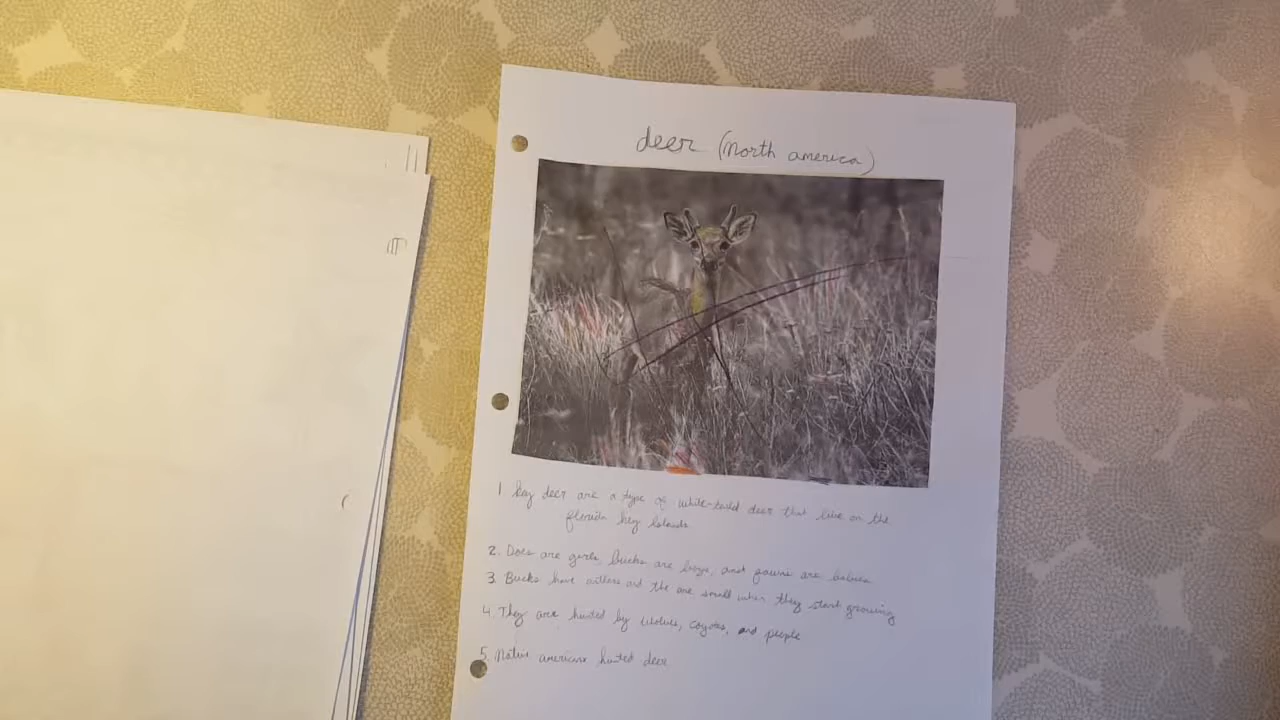 deer (North america)
1 key deer are a type of white-tailed deer that live on the
florida key islands
2. Does are girls, bucks are boys, and fawns are babies
3. Bucks have antlers and the are small when they start growing
4. They are hunted by wolves, coyotes, and people
5. Native americans hunted deer